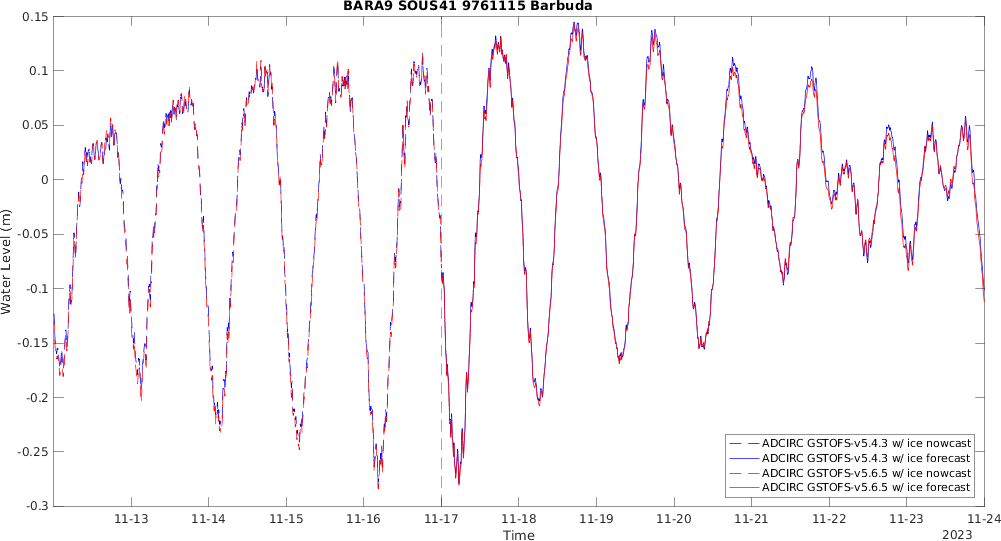 BARA9 SOUS41 9761115 Barbuda
0.15
0.1
0.05
0
-0.05
-0.1
-0.15
-0.2
-0.25
-0.3
Water Level (m)
11-13 11-14 11-15 11-16 11-17 11-18 11-19 11-20 11-21 11-22 11-23 11-24
Time
2023
ADCIRC GSTOFS-v5.4.3 w/ ice nowcast
ADCIRC GSTOFS-v5.4.3 w/ ice forecast
ADCIRC GSTOFS-v5.6.5 w/ ice nowcast
ADCIRC GSTOFS-v5.6.5 w/ ice forecast